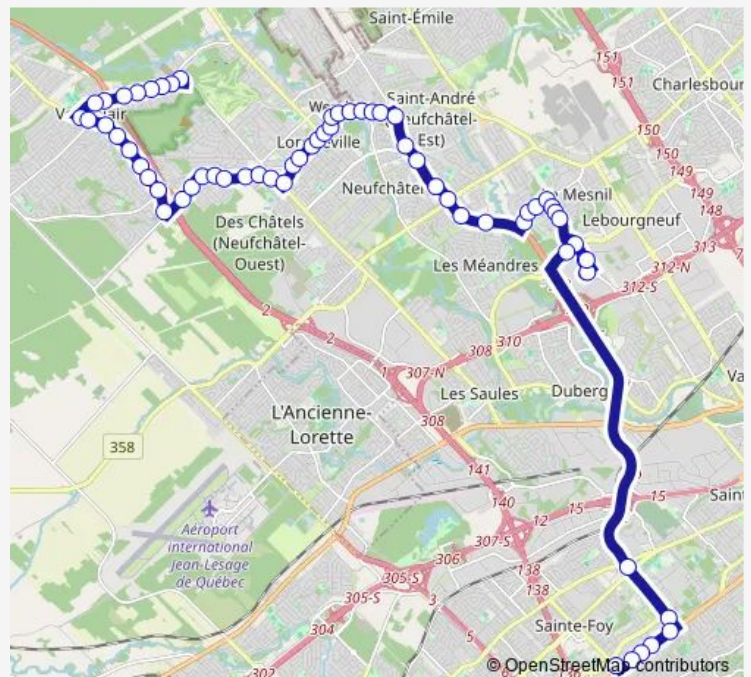 Saint-Émile
151
151
Charlesbour
Saint-André
(Neufchâtel-
Est)
150
150
Neufchâtel
149
149
Mesnil
Lebourgneuf
148
313
Des Châtels
(Neufchâtel-
Ouest)
Les Méandres
312-N
312-S
2
2
310
308
307-N
Les Saules
Duberg
L'Ancienne-
Lorette
308
358
141
140
15
15
12
Aéroport
international
Jean-Lesage
de Québec
307-S
306
138
138
305-S
305-S
304
3
5
Sainte-Foy
302
© OpenStreetMap contributors